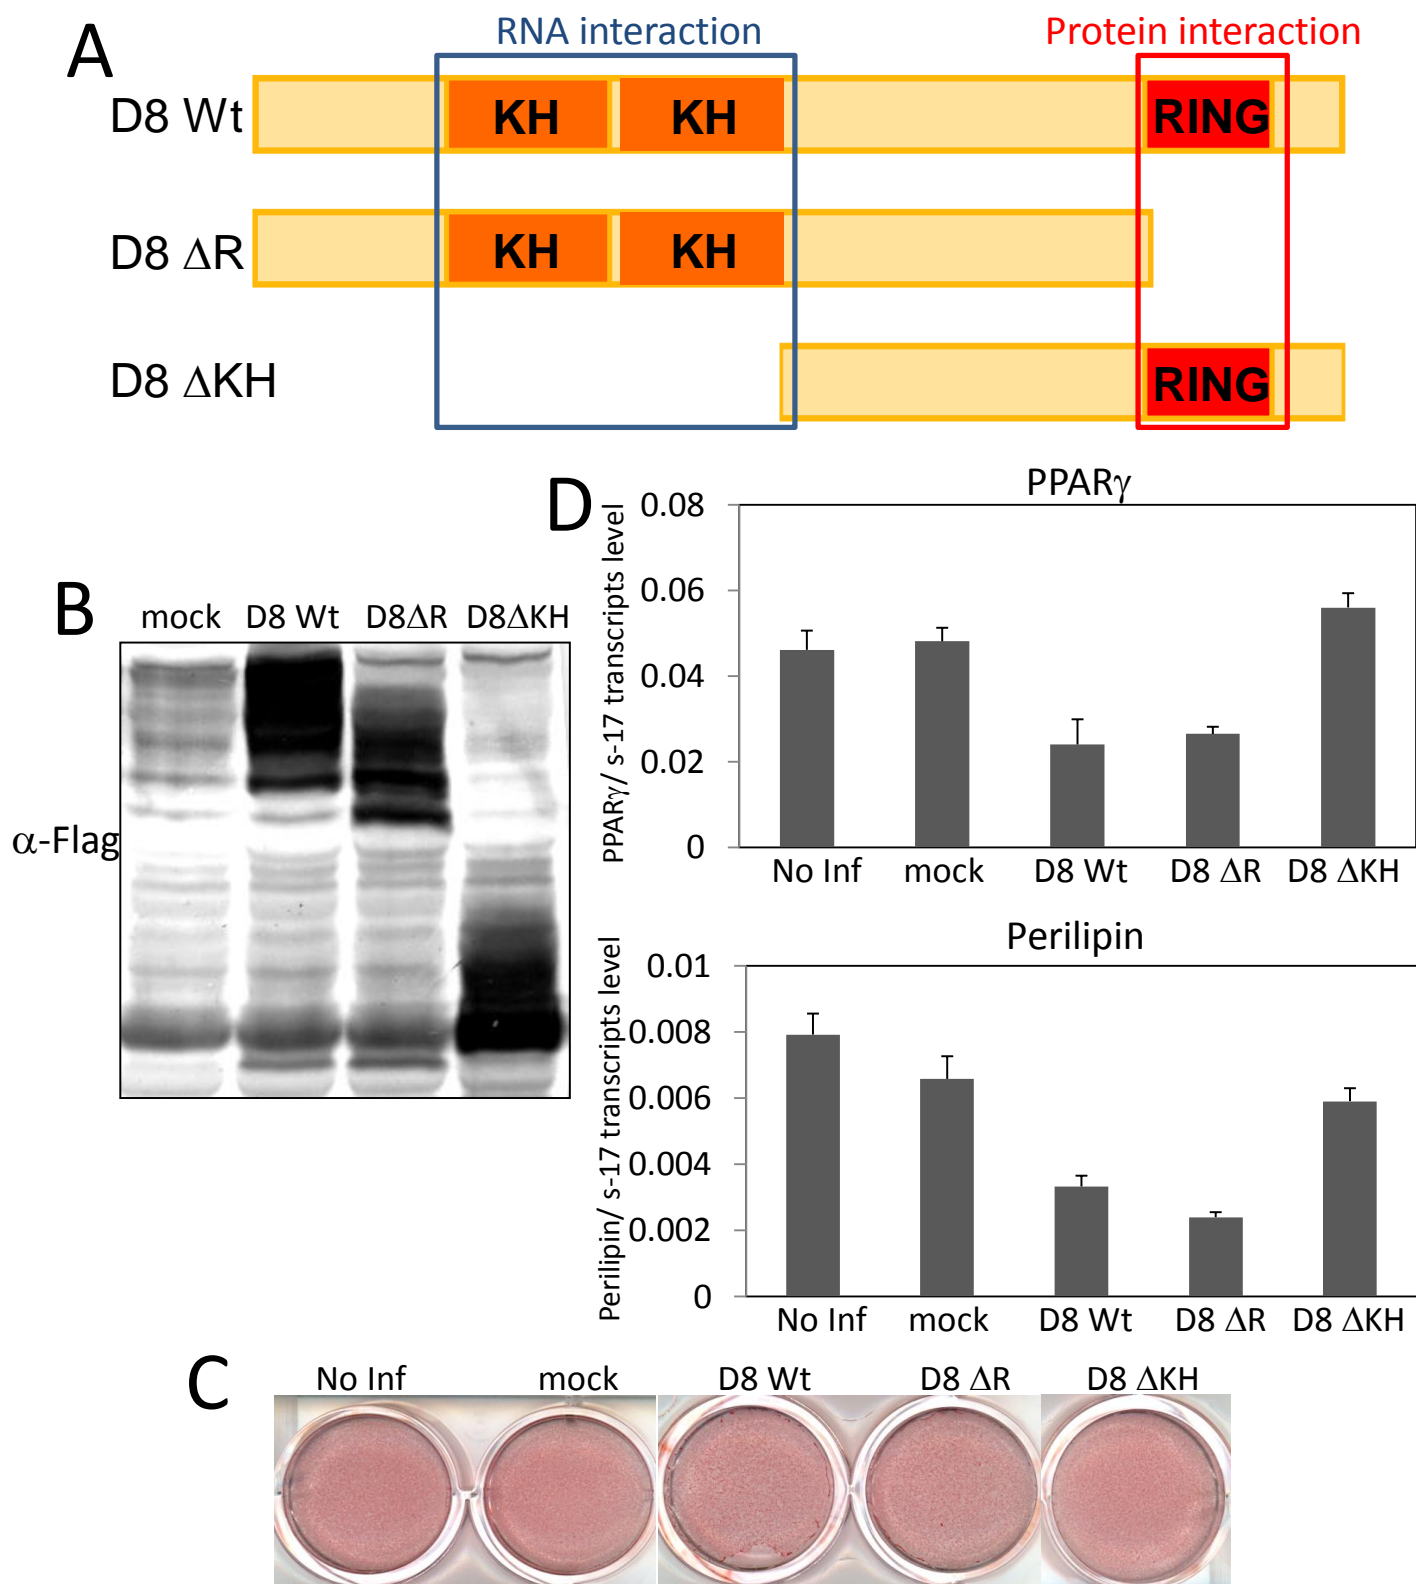 A
RNA interaction
Protein interaction
D8 Wt
KH
KH
RING
D8 ΔR
KH
KH
D8 ΔKH
RING
B
mock
D8 Wt
D8ΔR
D8ΔKH
α-Flag
D
PPARγ
PPARγ/ s-17 transcripts level
0.08
0.06
0.04
0.02
0
No Inf
mock
D8 Wt
D8 ΔR
D8 ΔKH
Perilipin
Perilipin/ s-17 transcripts level
0.01
0.008
0.006
0.004
0.002
0
No Inf
mock
D8 Wt
D8 ΔR
D8 ΔKH
C
No Inf
mock
D8 Wt
D8 ΔR
D8 ΔKH